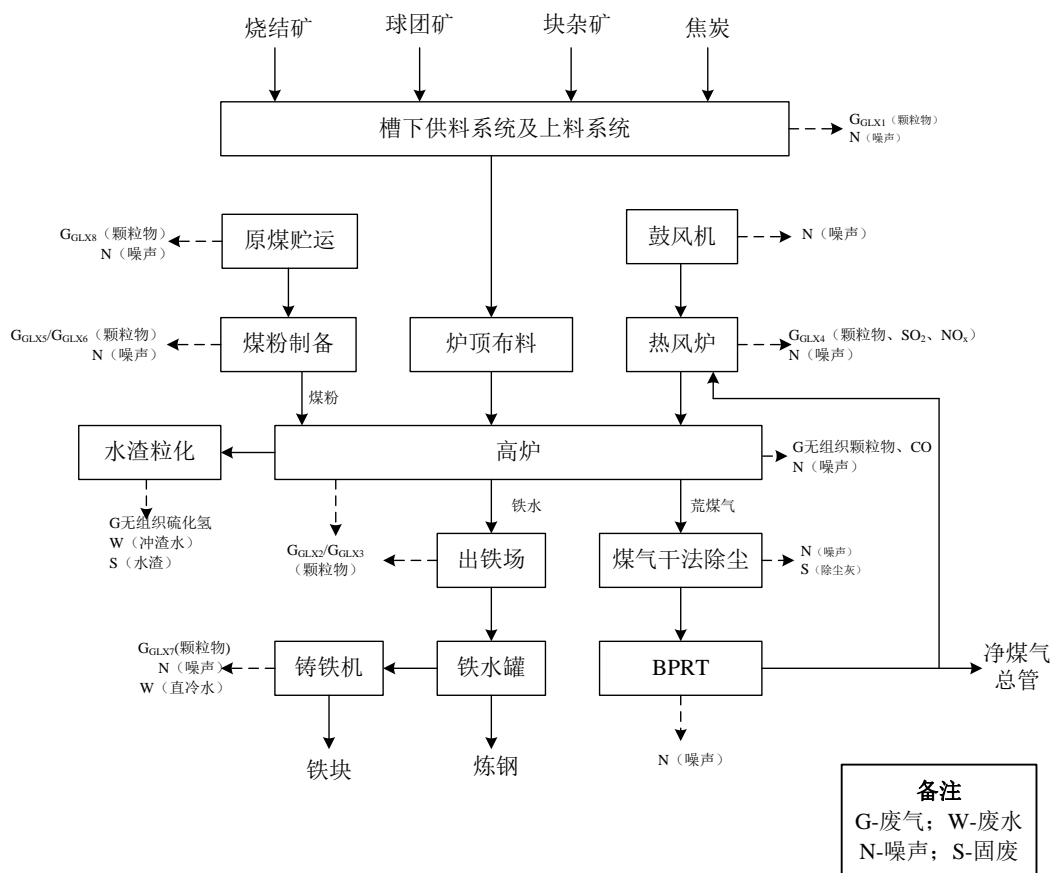 烧结矿
球团矿
块杂矿
焦炭
槽下供料系统及上料系统
GGLX1（颗粒物）
N（噪声）
GGLX8（颗粒物）
N（噪声）
原煤贮运
鼓风机
N（噪声）
GGLX5/GGLX6（颗粒物）
N（噪声）
煤粉制备
炉顶布料
热风炉
GGLX4（颗粒物、SO2、NOx）
N（噪声）
煤粉
水渣粒化
高炉
G无组织颗粒物、CO
N（噪声）
铁水
荒煤气
G无组织硫化氢
W（冲渣水）
S（水渣）
GGLX2/GGLX3
（颗粒物）
出铁场
煤气干法除尘
N（噪声）
S（除尘灰）
GGLX7(颗粒物)
N（噪声）
W（直冷水）
铸铁机
铁水罐
BPRT
净煤气
总管
铁块
炼钢
N（噪声）
备注
G-废气；W-废水
N-噪声；S-固废